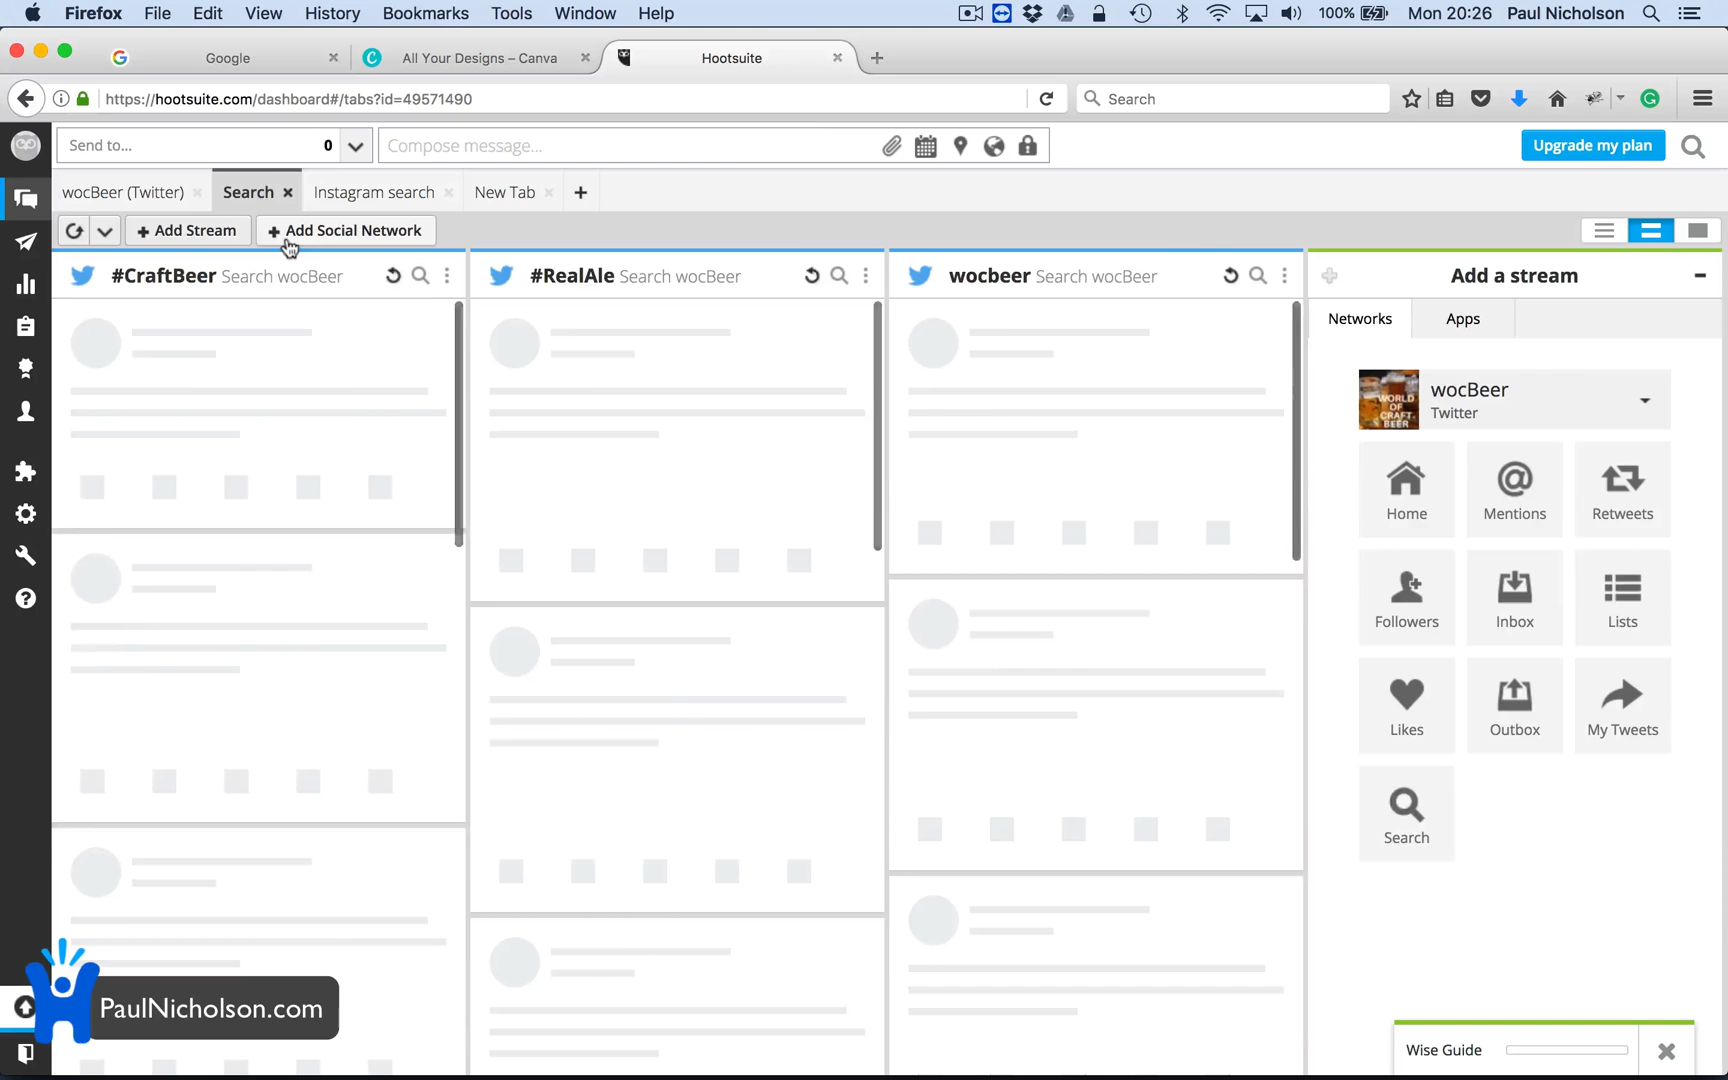 Firefox File Edit View History Bookmarks Tools Window Help 100% Mon 20:26 Paul Nicholson
Google All Your Designs – Canva Hootsuite
https://hootsuite.com/dashboard#/tabs?id=49571490 Search
Send to... 0 Compose message... Upgrade my plan
wocBeer (Twitter) Search Instagram search New Tab
Add Stream Add Social Network
#CraftBeer Search wocBeer #RealAle Search wocBeer wocbeer Search wocBeer Add a stream
Networks Apps
WORLD OF CRAFT BEER
wocBeer
Twitter
Home Mentions Retweets
Followers Inbox Lists
Likes Outbox My Tweets
Search
PaulNicholson.com
Wise Guide